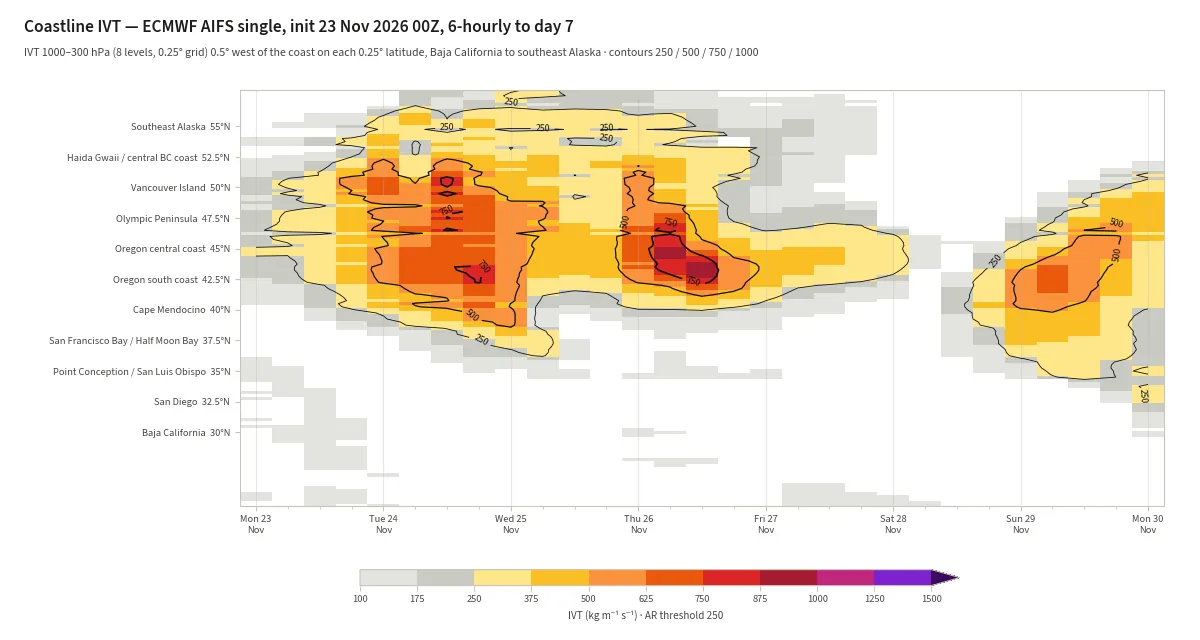 Coastline IVT — ECMWF AIFS single, init 23 Nov 2026 00Z, 6-hourly to day 7
IVT 1000–300 hPa (8 levels, 0.25° grid) 0.5° west of the coast on each 0.25° latitude, Baja California to southeast Alaska · contours 250 / 500 / 750 / 1000
250
Southeast Alaska 55°N
250
250
250
250
Haida Gwaii / central BC coast 52.5°N
Vancouver Island 50°N
750
Olympic Peninsula 47.5°N
500
750
500
Oregon central coast 45°N
500
250
750
Oregon south coast 42.5°N
750
Cape Mendocino 40°N
500
San Francisco Bay / Half Moon Bay 37.5°N
250
Point Conception / San Luis Obispo 35°N
San Diego 32.5°N
250
Baja California 30°N
Mon 23 Tue 24 Wed 25 Thu 26 Fri 27 Sat 28 Sun 29 Mon 30
Nov Nov Nov Nov Nov Nov Nov Nov
100 175 250 375 500 625 750 875 1000 1250 1500
IVT (kg m⁻¹ s⁻¹) · AR threshold 250